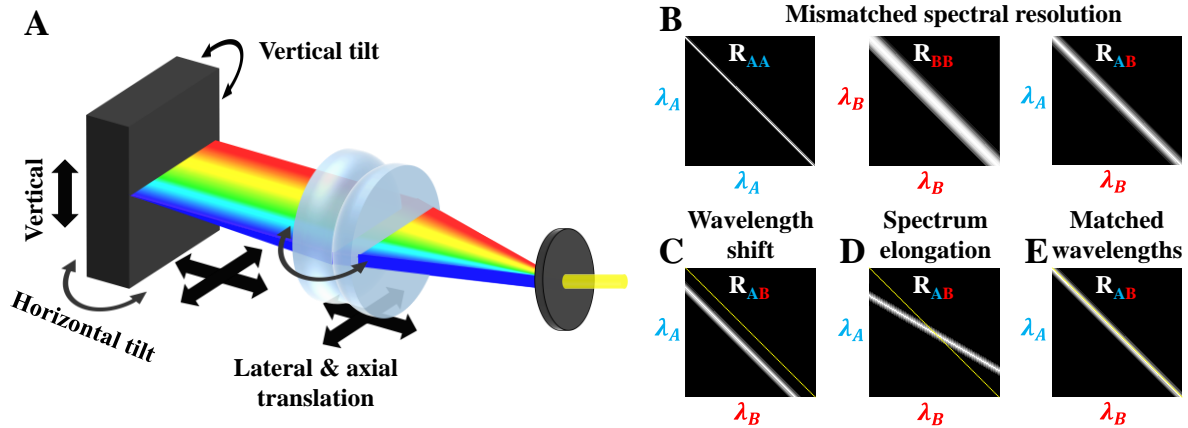 A
Vertical tilt
Vertical
Horizontal tilt
Lateral & axial
translation
B
Mismatched spectral resolution
R_AA
λ_A
λ_A
R_BB
λ_B
λ_B
R_AB
λ_A
λ_B
C
Wavelength
shift
R_AB
λ_A
λ_B
D
Spectrum
elongation
R_AB
λ_A
λ_B
E
Matched
wavelengths
R_AB
λ_A
λ_B